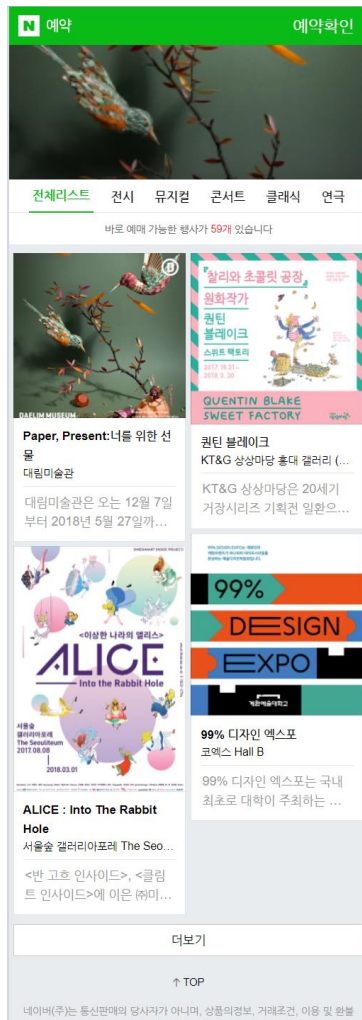 N 예약
예약확인
전체리스트 전시 뮤지컬 콘서트 클래식 연극
바로 예매 가능한 행사가 59개 있습니다
DAELIM MUSEUM
Paper, Present:너를 위한 선
물
대림미술관
대림미술관은 오는 12월 7일
부터 2018년 5월 27일까…
찰리와 초콜릿 공장,
원화작가
퀀틴
블레이크
스위트 팩토리
2017.10.21 -
2018. 2. 20
QUENTIN BLAKE
SWEET FACTORY
퀀틴 블레이크
KT&G 상상마당 홍대 갤러리 (…
KT&G 상상마당은 20세기
거장시리즈 기획전 일환으…
<이상한 나라의 앨리스>
ALICE
Into the Rabbit Hole
서울숲
갤러리아포레
The Seouliteum
2017.08.08
2018.03.01
ALICE : Into The Rabbit
Hole
서울숲 갤러리아포레 The Seo…
<반 고흐 인사이드>, <클림
트 인사이드>에 이은 ㈜미…
99%
DESIGN
EXPO
계원예술대학교
99% 디자인 엑스포
코엑스 Hall B
99% 디자인 엑스포는 국내
최초로 대학이 주최하는 …
더보기
↑ TOP
네이버(주)는 통신판매의 당사자가 아니며, 상품의정보, 거래조건, 이용 및 환불